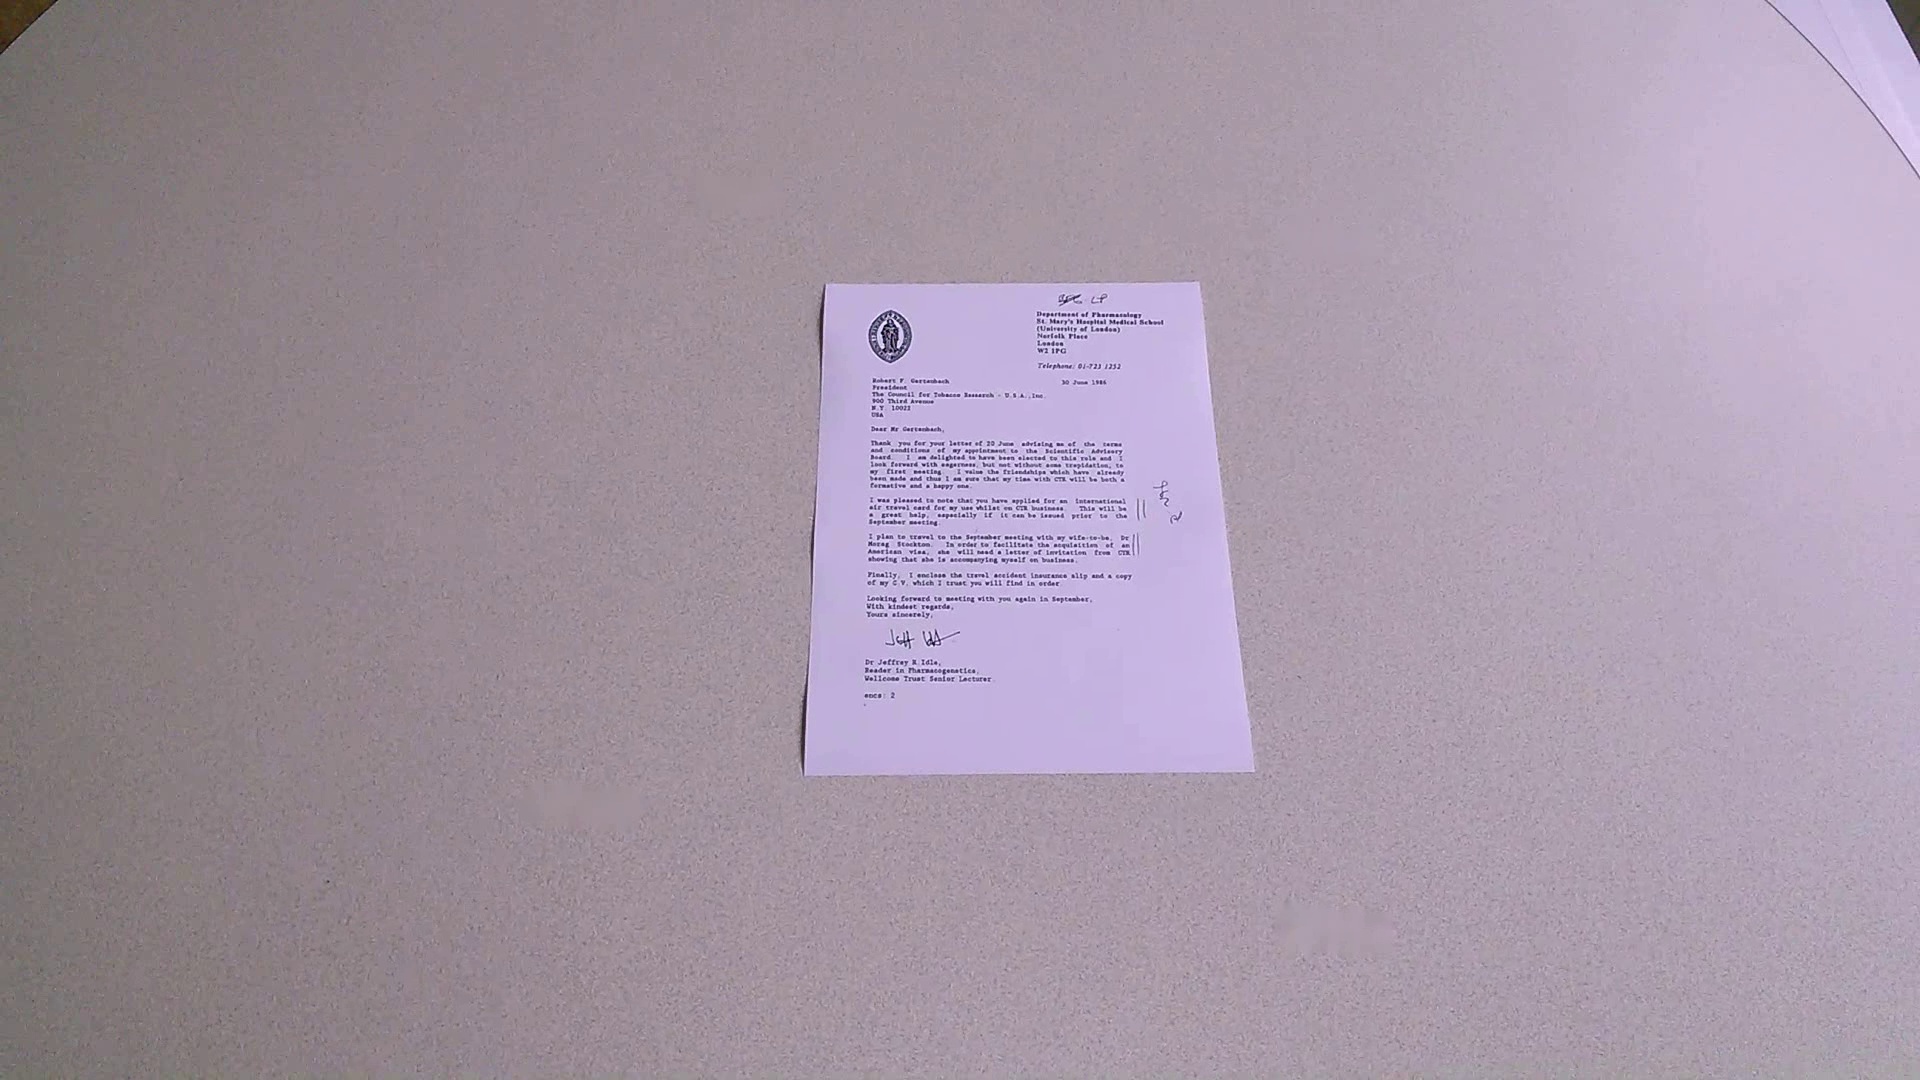 LP
Department of Pharmacology
St. Mary's Hospital Medical School
(University of London)
Norfolk Place
London
W2 1PG
Telephone: 01-723 1252
Robert F. Gertenbach
30 June 1986
President
The Council for Tobacco Research - U.S.A.,Inc.
900 Third Avenue
N.Y. 10022
USA
Dear Mr Gertenbach,
Thank you for your letter of 20 June advising me of the terms
and conditions of my appointment to the Scientific Advisory
Board. I am delighted to have been elected to this role and I
look forward with eagerness, but not without some trepidation, to
my first meeting. I value the friendships which have already
been made and thus I am sure that my time with CTR will be both a
formative and a happy one.
I was pleased to note that you have applied for an international
air travel card for my use whilst on CTR business. This will be
a great help, especially if it can be issued prior to the
September meeting.
I plan to travel to the September meeting with my wife-to-be, Dr
Morag Stockton. In order to facilitate the acquisition of an
American visa, she will need a letter of invitation from CTR
showing that she is accompanying myself on business.
Finally, I enclose the travel accident insurance slip and a copy
of my C.V. which I trust you will find in order.
Looking forward to meeting with you again in September,
With kindest regards,
Yours sincerely,
Dr Jeffrey R.Idle,
Reader in Pharmacogenetics,
Wellcome Trust Senior Lecturer.
encs: 2